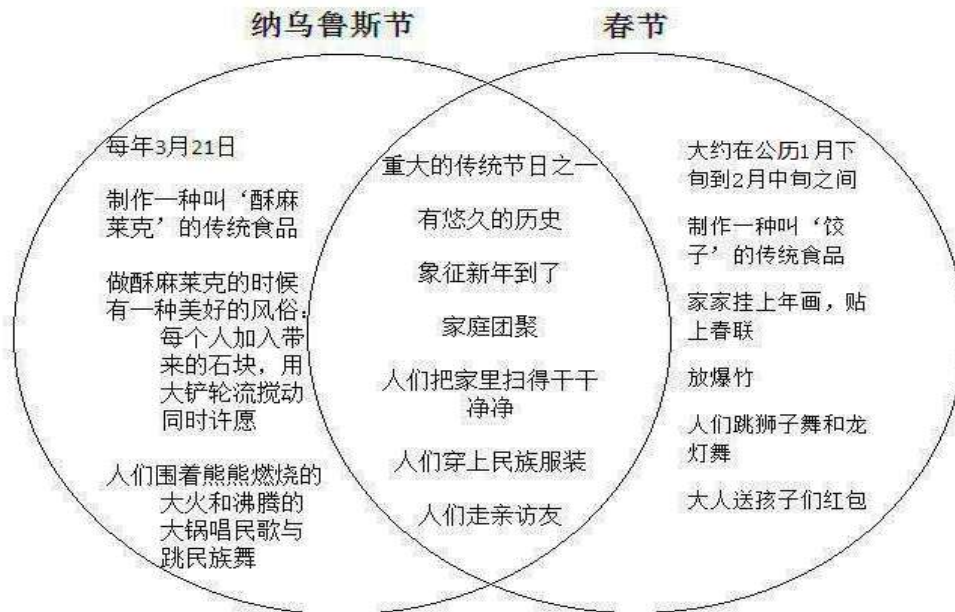 纳乌鲁斯节
春节
每年3月21日
制作一种叫‘酥麻
莱克’的传统食品
做酥麻莱克的时候
有一种美好的风俗：
每个人加入带
来的石块，用
大铲轮流搅动
同时许愿
人们围着熊熊燃烧的
大火和沸腾的
大锅唱民歌与
跳民族舞
重大的传统节日之一
有悠久的历史
象征新年到了
家庭团聚
人们把家里扫得干干
净净
人们穿上民族服装
人们走亲访友
大约在公历1月下
旬到2月中旬之间
制作一种叫‘饺
子’的传统食品
家家挂上年画，贴
上春联
放爆竹
人们跳狮子舞和龙
灯舞
大人送孩子们红包